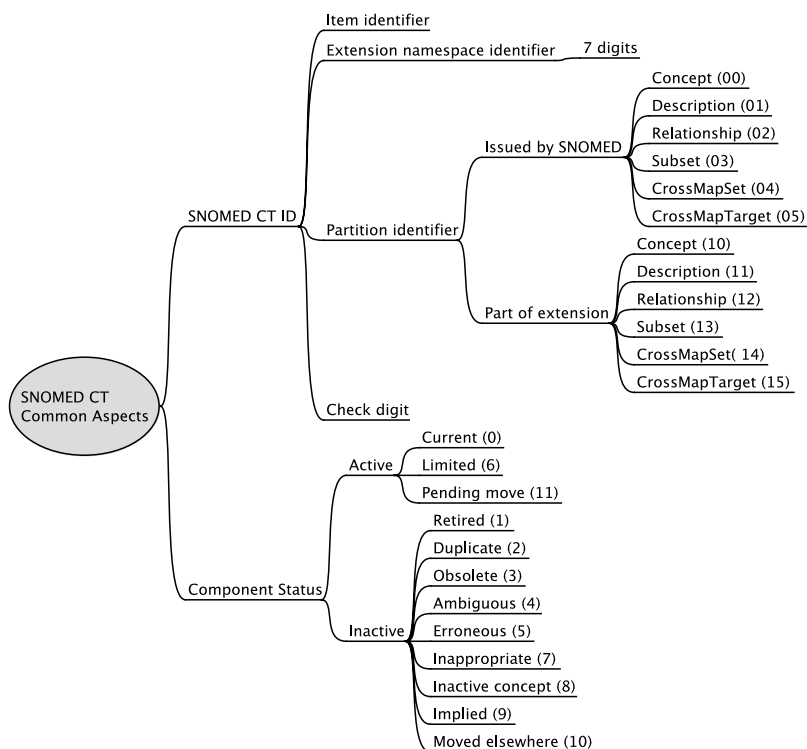 Item identifier
Extension namespace identifier
7 digits
Concept (00)
Description (01)
Relationship (02)
Issued by SNOMED
Subset (03)
CrossMapSet (04)
CrossMapTarget (05)
SNOMED CT ID
Partition identifier
Concept (10)
Description (11)
Relationship (12)
Part of extension
Subset (13)
CrossMapSet( 14)
CrossMapTarget (15)
Check digit
SNOMED CT
Common Aspects
Current (0)
Active
Limited (6)
Pending move (11)
Retired (1)
Duplicate (2)
Obsolete (3)
Component Status
Ambiguous (4)
Inactive
Erroneous (5)
Inappropriate (7)
Inactive concept (8)
Implied (9)
Moved elsewhere (10)